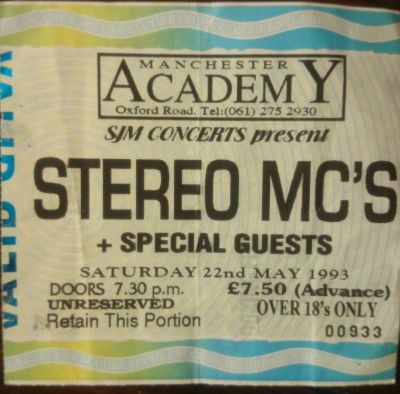 MANCHESTER
ACADEMY
Oxford Road. Tel:(061) 275 2930
SJM CONCERTS present
STEREO MC'S
+ SPECIAL GUESTS
SATURDAY 22nd MAY 1993
DOORS 7.30 p.m. £7.50 (Advance)
UNRESERVED OVER 18's ONLY
Retain This Portion 00933
VALID